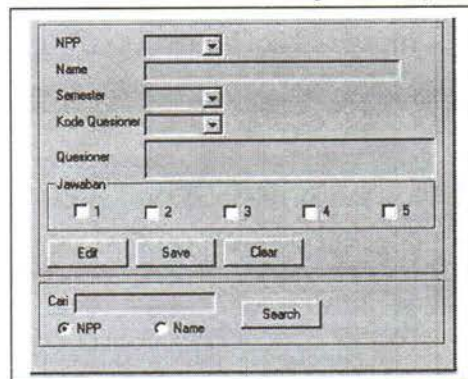 NPP
Name
Semester
Kode Quesioner
Quesioner
Jawaban
1 2 3 4 5
Edit Save Clear
Cari Search
NPP Name